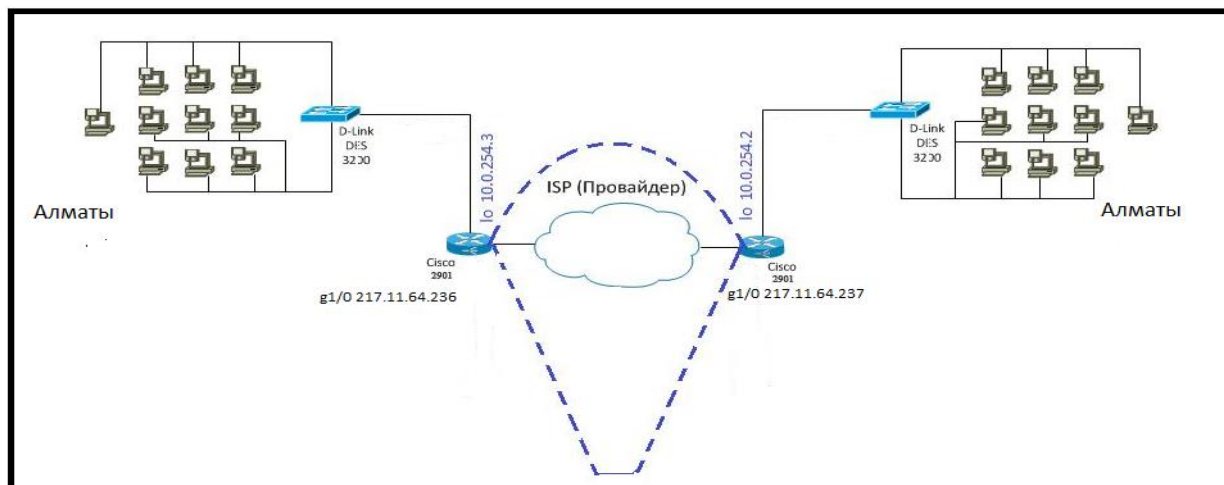 D-Link
DES
3200
lo 10.0.254.3
ISP (Провайдер)
lo 10.0.254.2
D-Link
DES
3200
Алматы
Алматы
Cisco
2901
Cisco
2901
g1/0 217.11.64.236
g1/0 217.11.64.237